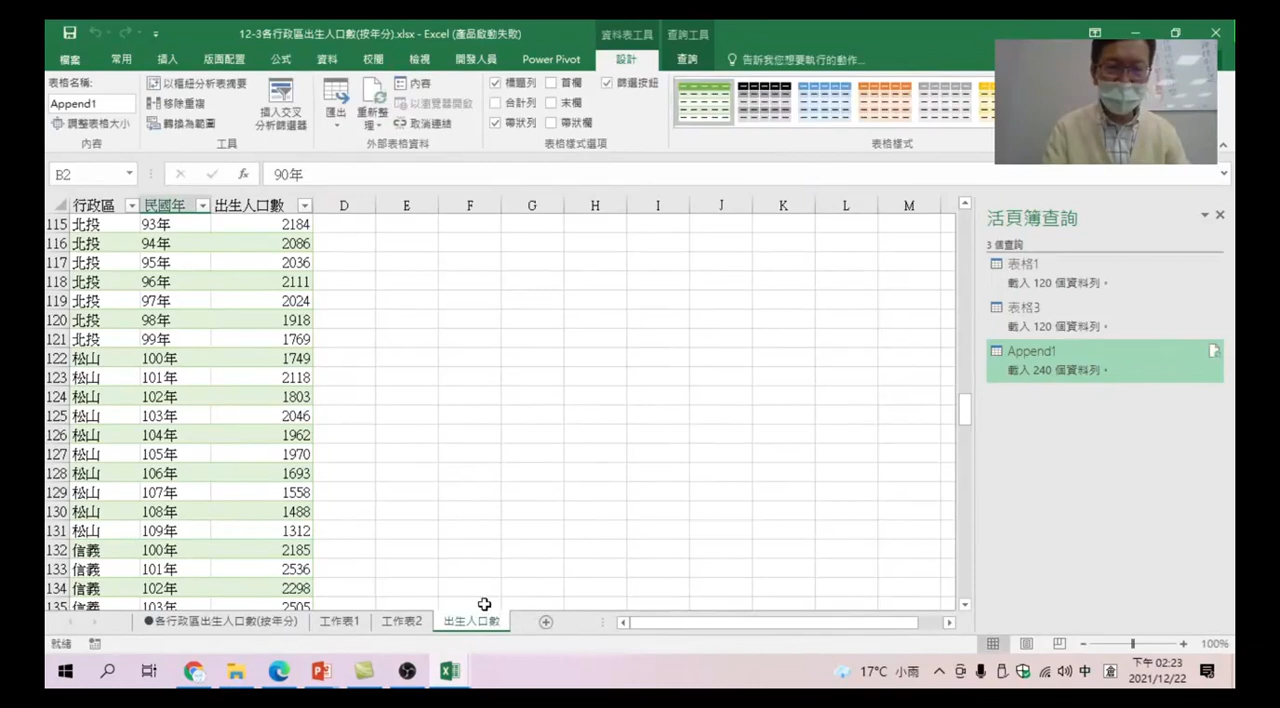 12-3各行政區出生人口數(按年分).xlsx - Excel (產品啟動失敗)
資料表工具 查詢工具
檔案 常用 插入 版面配置 公式 資料 校閱 檢視 開發人員 Power Pivot 設計 查詢 告訴我您想要執行的動作...
表格名稱:
Append1
調整表格大小
內容
以樞紐分析表摘要
移除重複
轉換為範圍
插入交叉
分析篩選器
工具
匯出
重新整
理
內容
以瀏覽器開啟
取消連結
外部表格資料
標題列 首欄 篩選按鈕
合計列 末欄
帶狀列 帶狀欄
表格樣式選項
表格樣式
B2 fx 90年
行政區 民國年 出生人口數 D E F G H I J K L M
115 北投 93年 2184
116 北投 94年 2086
117 北投 95年 2036
118 北投 96年 2111
119 北投 97年 2024
120 北投 98年 1918
121 北投 99年 1769
122 松山 100年 1749
123 松山 101年 2118
124 松山 102年 1803
125 松山 103年 2046
126 松山 104年 1962
127 松山 105年 1970
128 松山 106年 1693
129 松山 107年 1558
130 松山 108年 1488
131 松山 109年 1312
132 信義 100年 2185
133 信義 101年 2536
134 信義 102年 2298
135 信義 103年 2505
活頁簿查詢
3 個查詢
表格1
載入 120 個資料列。
表格3
載入 120 個資料列。
Append1
載入 240 個資料列。
●各行政區出生人口數(按年分) 工作表1 工作表2 出生人口數
就緒 100%
17°C 小雨 中 倉 下午 02:23
2021/12/22